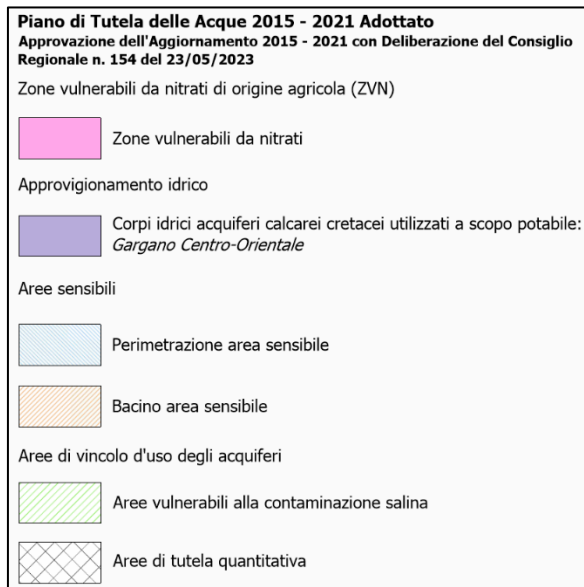 Piano di Tutela delle Acque 2015 - 2021 Adottato
Approvazione dell'Aggiornamento 2015 - 2021 con Deliberazione del Consiglio
Regionale n. 154 del 23/05/2023
Zone vulnerabili da nitrati di origine agricola (ZVN)
Zone vulnerabili da nitrati
Approvigionamento idrico
Corpi idrici acquiferi calcarei cretacei utilizzati a scopo potabile:
Gargano Centro-Orientale
Aree sensibili
Perimetrazione area sensibile
Bacino area sensibile
Aree di vincolo d'uso degli acquiferi
Aree vulnerabili alla contaminazione salina
Aree di tutela quantitativa